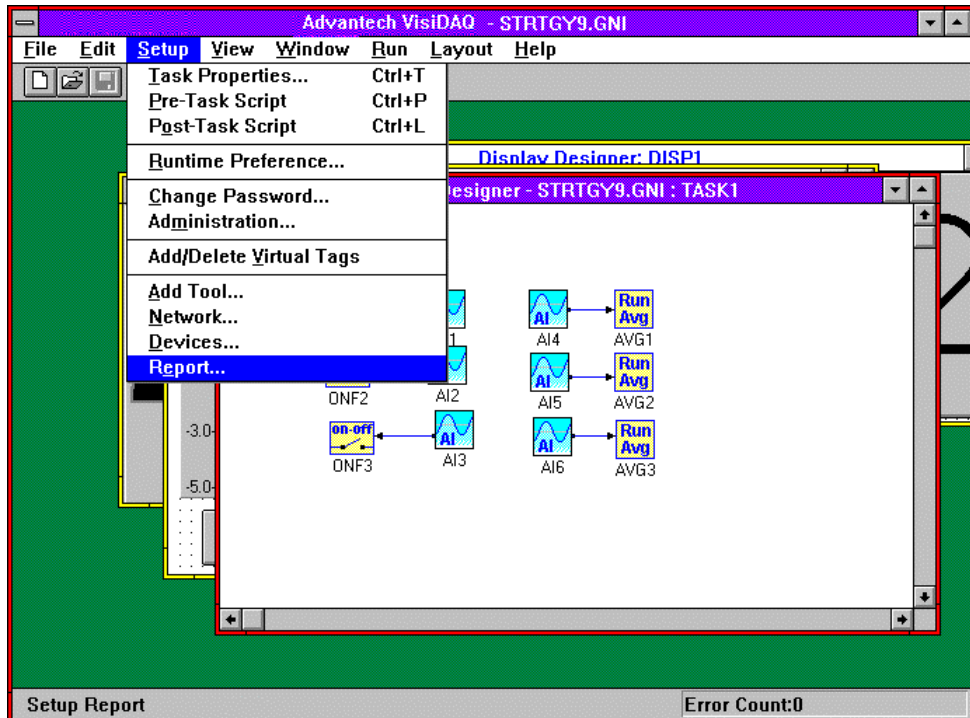 Advantech VisiDAQ - STRTGY9.GNI
File Edit Setup View Window Run Layout Help
Task Properties... Ctrl+T
Pre-Task Script Ctrl+P
Post-Task Script Ctrl+L
Runtime Preference...
Change Password...
Administration...
Add/Delete Virtual Tags
Add Tool...
Network...
Devices...
Report...
Display Designer: DISP1
Designer - STRTGY9.GNI : TASK1
1
AI
AI4
Run
Avg
AVG1
ONF2
AI2
AI
AI5
Run
Avg
AVG2
-3.0
on-off
ONF3
AI
AI3
AI
AI6
Run
Avg
AVG3
-5.0
Setup Report
Error Count:0